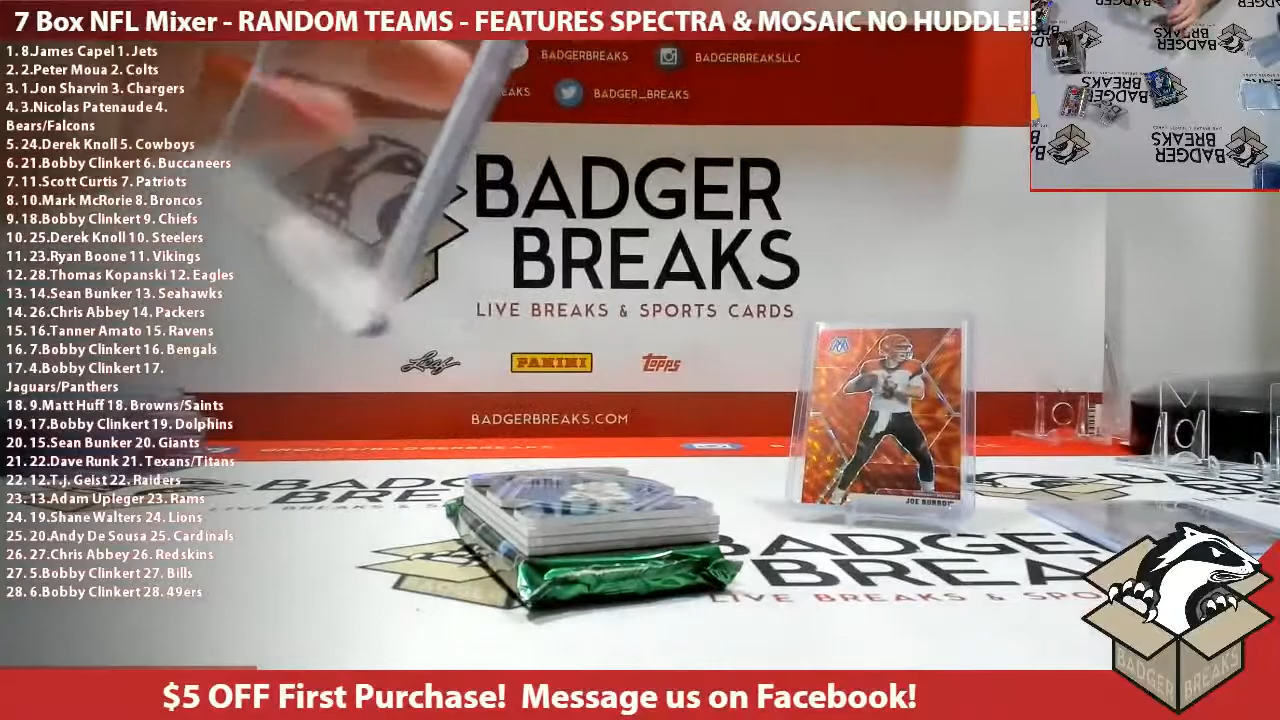 7 Box NFL Mixer - RANDOM TEAMS - FEATURES SPECTRA & MOSAIC NO HUDDLE!!
1. 8.James Capel 1. Jets
2. 2.Peter Moua 2. Colts
3. 1.Jon Sharvin 3. Chargers
4. 3.Nicolas Patenaude 4.
Bears/Falcons
5. 24.Derek Knoll 5. Cowboys
6. 21.Bobby Clinkert 6. Buccaneers
7. 11.Scott Curtis 7. Patriots
8. 10.Mark McRorie 8. Broncos
9. 18.Bobby Clinkert 9. Chiefs
10. 25.Derek Knoll 10. Steelers
11. 23.Ryan Boone 11. Vikings
12. 28.Thomas Kopanski 12. Eagles
13. 14.Sean Bunker 13. Seahawks
14. 26.Chris Abbey 14. Packers
15. 16.Tanner Amato 15. Ravens
16. 7.Bobby Clinkert 16. Bengals
17. 4.Bobby Clinkert 17.
Jaguars/Panthers
18. 9.Matt Huff 18. Browns/Saints
19. 17.Bobby Clinkert 19. Dolphins
20. 15.Sean Bunker 20. Giants
21. 22.Dave Runk 21. Texans/Titans
22. 12.T.j. Geist 22. Raiders
23. 13.Adam Upleger 23. Rams
24. 19.Shane Walters 24. Lions
25. 20.Andy De Sousa 25. Cardinals
26. 27.Chris Abbey 26. Redskins
27. 5.Bobby Clinkert 27. Bills
28. 6.Bobby Clinkert 28. 49ers
BADGERBREAKS
BADGERBREAKSLLC
BADGER_BREAKS
BADGER
BREAKS
LIVE BREAKS & SPORTS CARDS
Leaf
PANINI
Topps
BADGERBREAKS.COM
JOE BURROW
BADGER
BREAKS
BADGER BREAKS
$5 OFF First Purchase! Message us on Facebook!